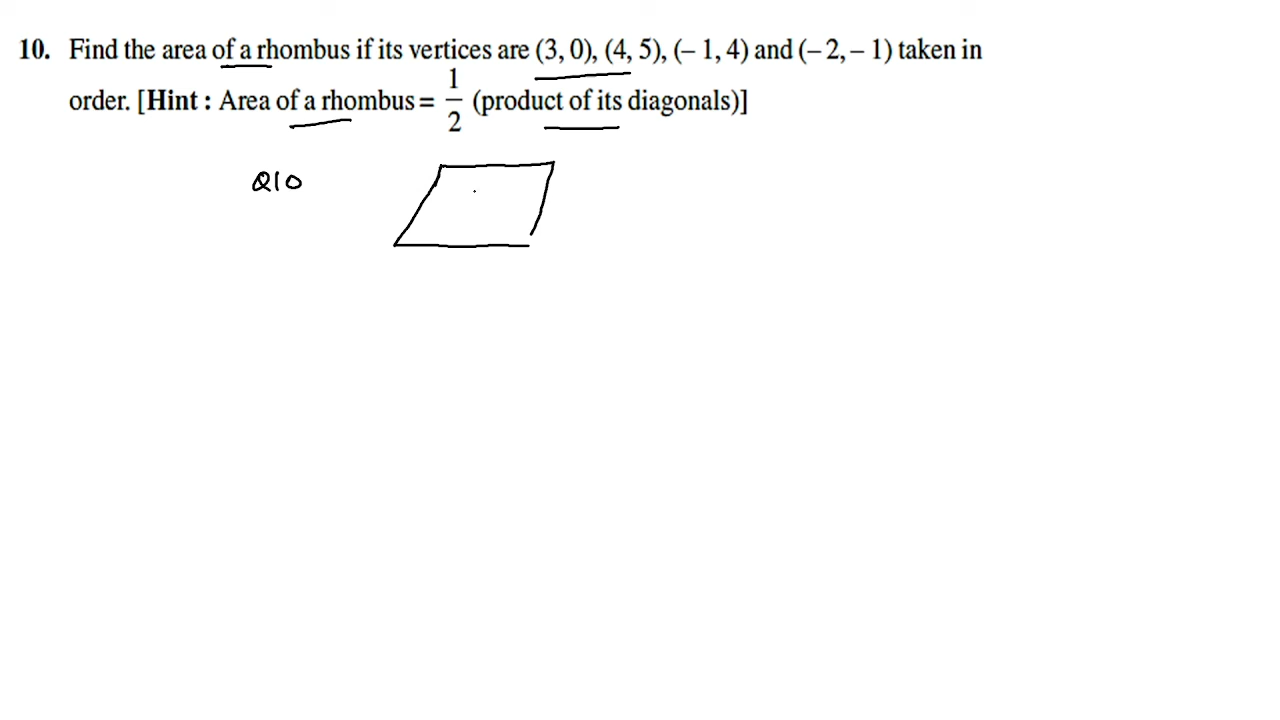 10. Find the area of a rhombus if its vertices are (3, 0), (4, 5), (– 1, 4) and (– 2, – 1) taken in
order. [Hint : Area of a rhombus = 1/2 (product of its diagonals)]
Q10